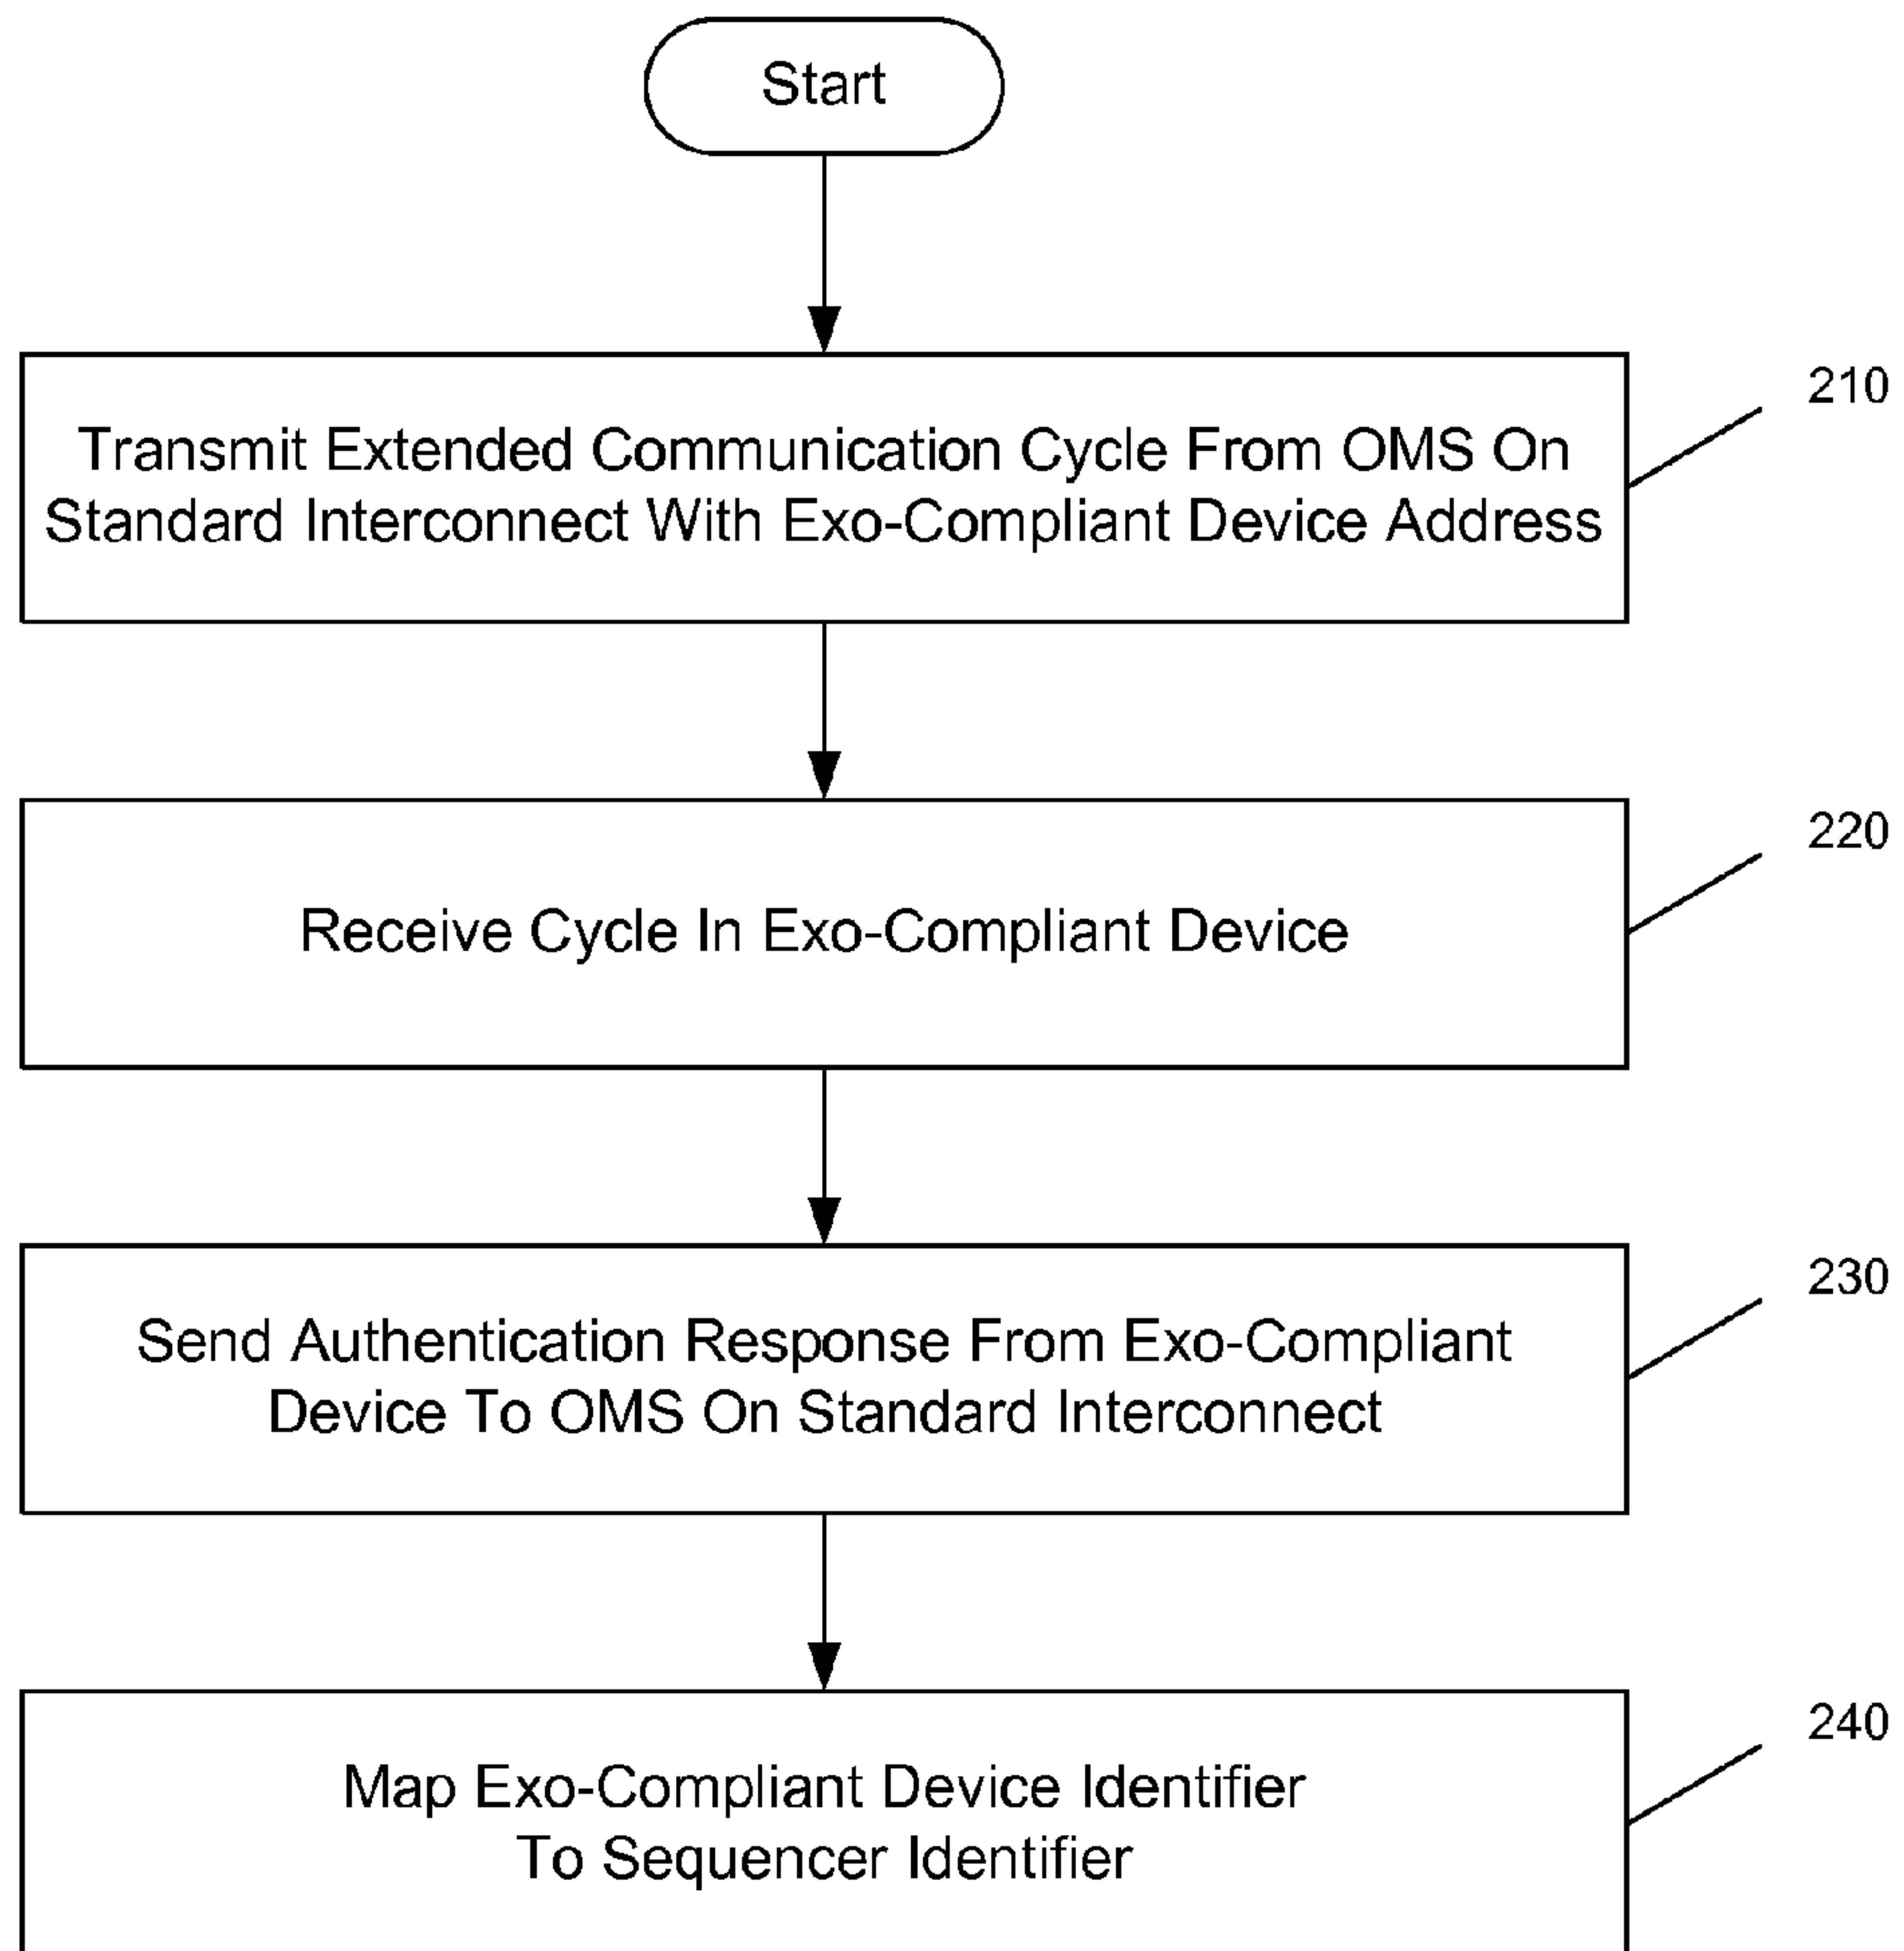 Start
210
Transmit Extended Communication Cycle From OMS On
Standard Interconnect With Exo-Compliant Device Address
220
Receive Cycle In Exo-Compliant Device
230
Send Authentication Response From Exo-Compliant
Device To OMS On Standard Interconnect
240
Map Exo-Compliant Device Identifier
To Sequencer Identifier